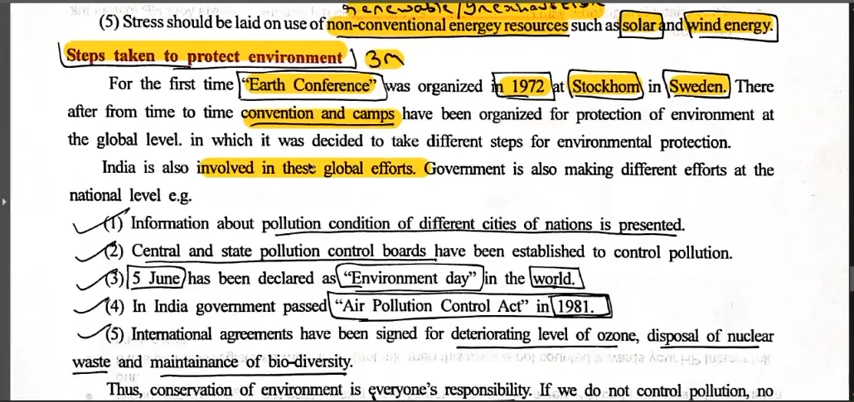 renewable/inexhaustible
(5) Stress should be laid on use of non-conventional energey resources such as solar and wind energy.
Steps taken to protect environment 3m
For the first time "Earth Conference" was organized in 1972 at Stockhom in Sweden. There
after from time to time convention and camps have been organized for protection of environment at
the global level. in which it was decided to take different steps for environmental protection.
India is also involved in these global efforts. Government is also making different efforts at the
national level e.g.
(1) Information about pollution condition of different cities of nations is presented.
(2) Central and state pollution control boards have been established to control pollution.
(3) 5 June has been declared as "Environment day" in the world.
(4) In India government passed "Air Pollution Control Act" in 1981.
(5) International agreements have been signed for deteriorating level of ozone, disposal of nuclear
waste and maintainance of bio-diversity.
Thus, conservation of environment is everyone's responsibility. If we do not control pollution, no